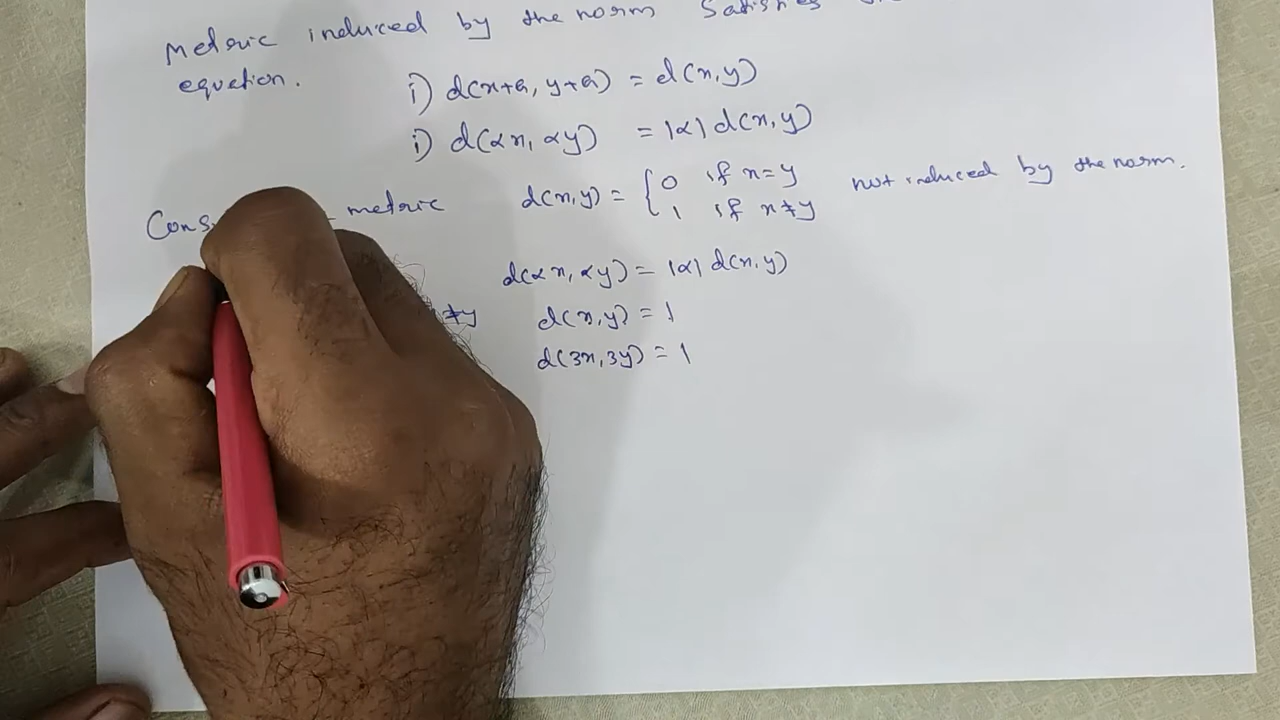 Metric induced by the norm Satisfies
equation.
i) d(x+a, y+a) = d(x,y)
i) d(αx, αy) = |α| d(x,y)
metric d(x,y) = { 0 if x=y
1 if x≠y not induced by the norm.
d(αx, αy) = |α| d(x,y)
≠y d(x,y) = 1
d(3x,3y) = 1